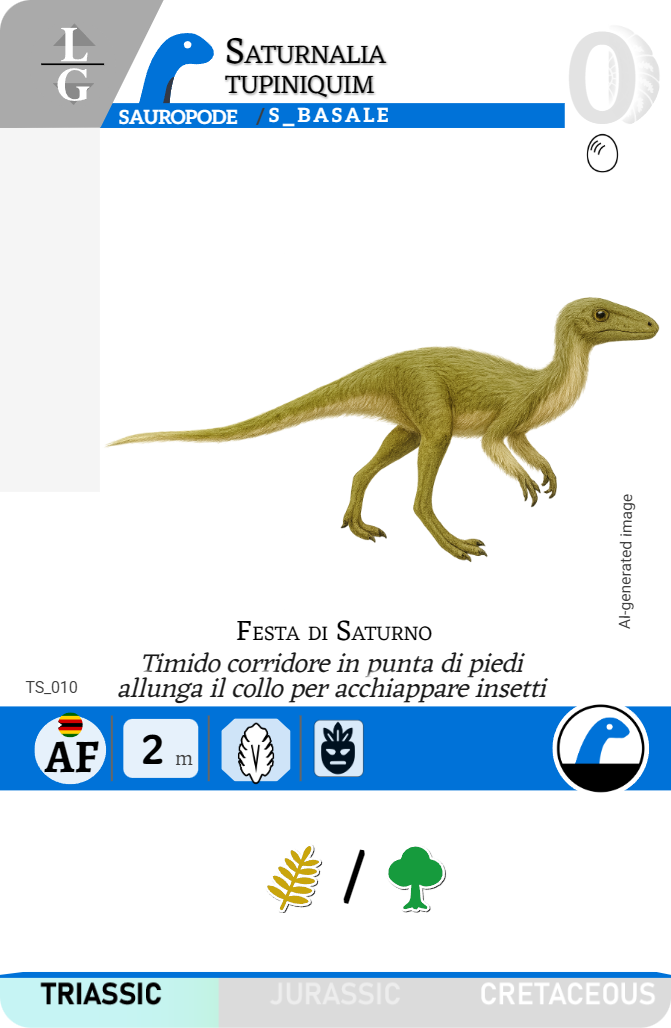 L
G
SATURNALIA
TUPINIQUIM
0
SAUROPODE / S_BASALE
AI-generated image
FESTA DI SATURNO
Timido corridore in punta di piedi
allunga il collo per acchiappare insetti
TS_010
AF 2 m
/
TRIASSIC JURASSIC CRETACEOUS